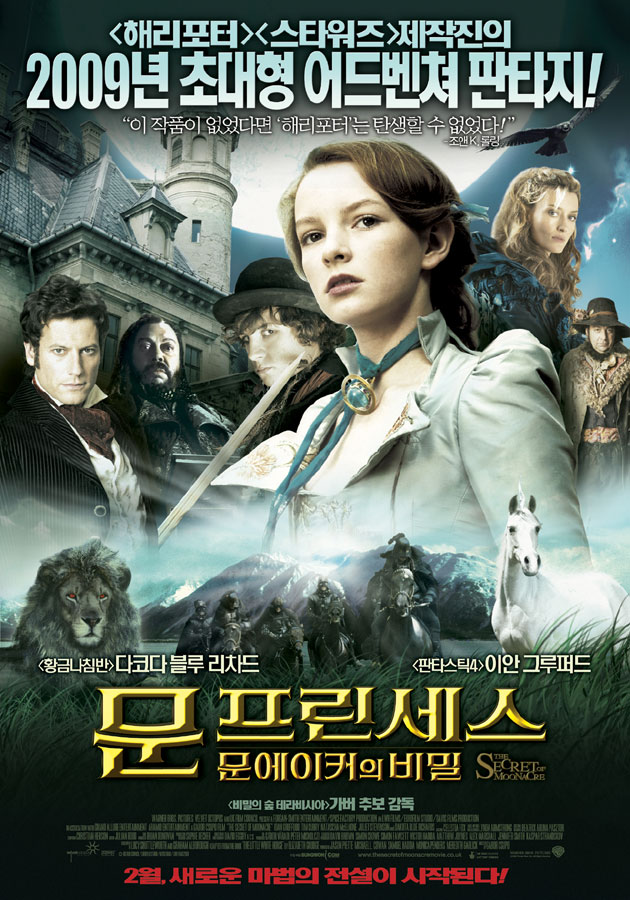 <해리포터><스타워즈>제작진의
2009년 초대형 어드벤쳐 판타지!
“이 작품이 없었다면 ‘해리포터’는 탄생할 수 없었다!”
-조앤 K. 롤링
<황금나침반> 다코다 블루 리차드
<판타스틱4> 이안 그루퍼드
문프린세스
문에이커의 비밀
THE SECRET OF MOONACRE
<비밀의 숲 테라비시아> 가버 추보 감독
www.thesecretofmoonacremovie.co.kr
2월, 새로운 마법의 전설이 시작된다!